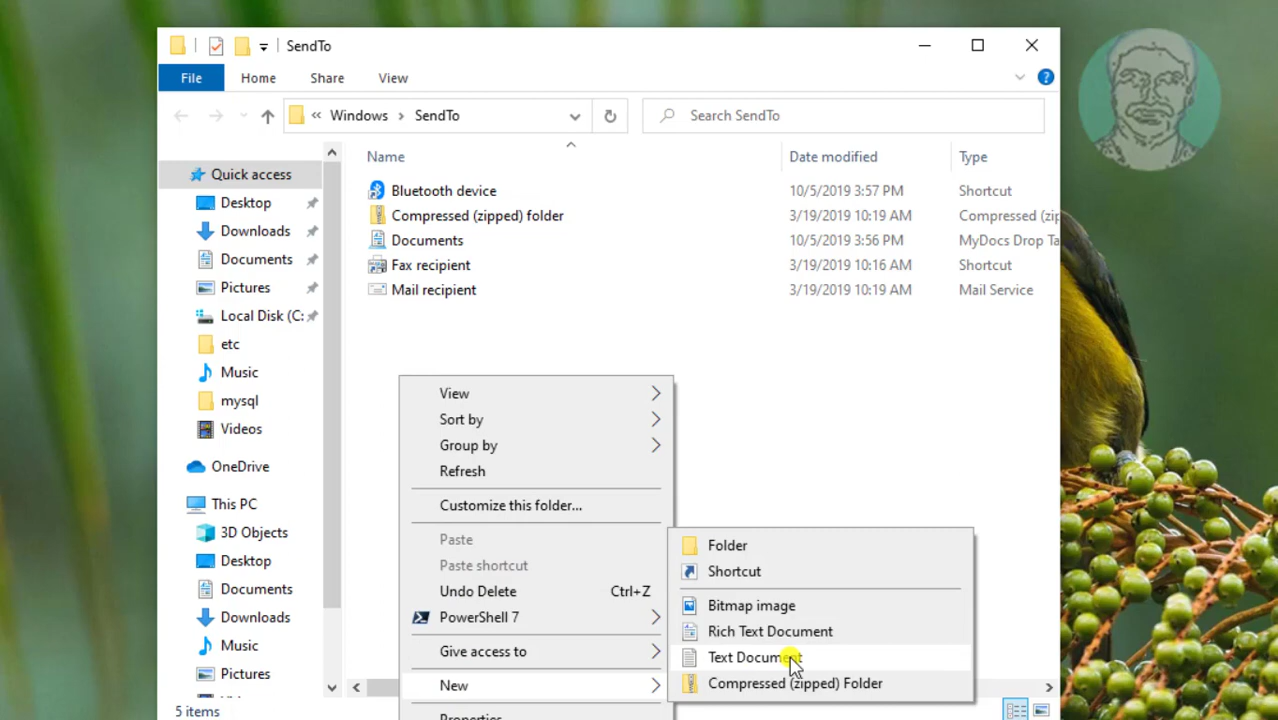 SendTo
File Home Share View
« Windows > SendTo
Search SendTo
Name Date modified Type
Quick access
Desktop
Downloads
Documents
Pictures
Local Disk (C:
etc
Music
mysql
Videos
OneDrive
This PC
3D Objects
Desktop
Documents
Downloads
Music
Pictures
Bluetooth device 10/5/2019 3:57 PM Shortcut
Compressed (zipped) folder 3/19/2019 10:19 AM Compressed (zip
Documents 10/5/2019 3:56 PM MyDocs Drop Ta
Fax recipient 3/19/2019 10:16 AM Shortcut
Mail recipient 3/19/2019 10:19 AM Mail Service
View
Sort by
Group by
Refresh
Customize this folder...
Paste
Paste shortcut
Undo Delete Ctrl+Z
PowerShell 7
Give access to
New
Properties
Folder
Shortcut
Bitmap image
Rich Text Document
Text Document
Compressed (zipped) Folder
5 items